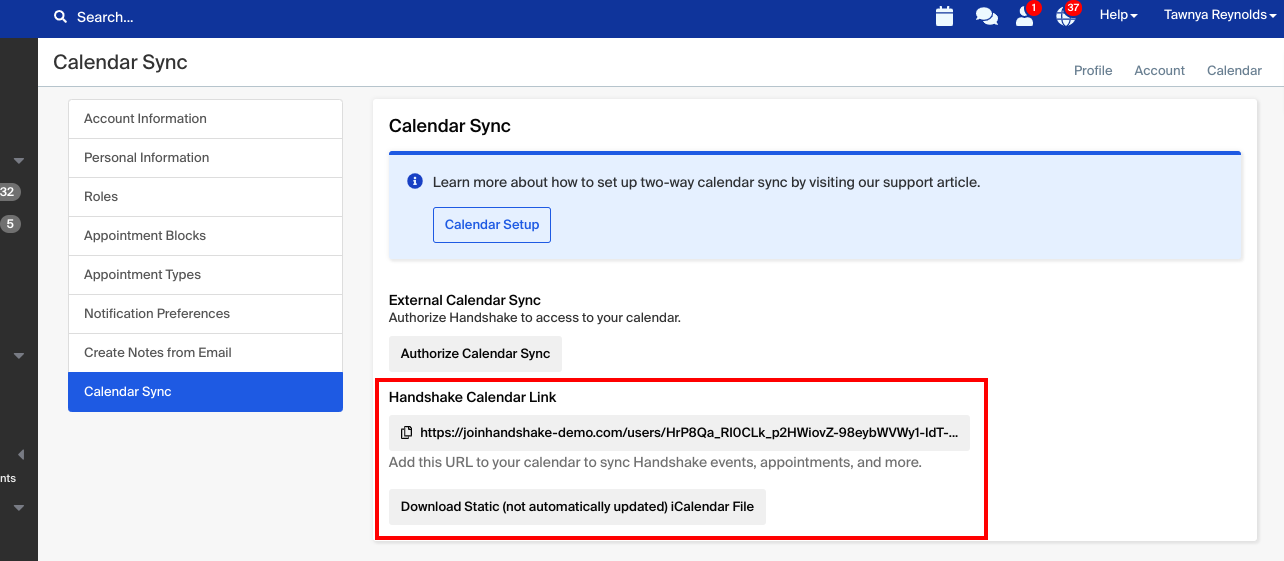 Search...
1
37
Help
Tawnya Reynolds
Calendar Sync
Profile
Account
Calendar
Account Information
Personal Information
Roles
Appointment Blocks
Appointment Types
Notification Preferences
Create Notes from Email
Calendar Sync
32
5
nts
Calendar Sync
Learn more about how to set up two-way calendar sync by visiting our support article.
Calendar Setup
External Calendar Sync
Authorize Handshake to access to your calendar.
Authorize Calendar Sync
Handshake Calendar Link
https://joinhandshake-demo.com/users/HrP8Qa_RI0CLk_p2HWiovZ-98eybWVWy1-IdT-...
Add this URL to your calendar to sync Handshake events, appointments, and more.
Download Static (not automatically updated) iCalendar File